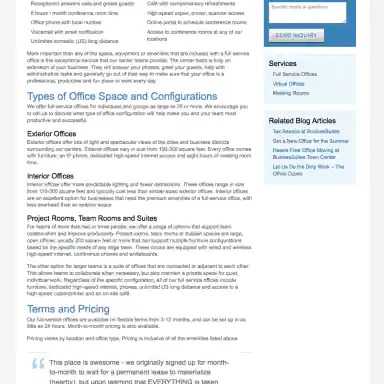 Receptionist answers calls and greets guests
8 hours+ month conference room time
Office phone with local number
Voicemail with email notification
Unlimited domestic (US) long distance
Café with complimentary refreshments
High-speed copier, printer, scanner access
Online portal to schedule conference rooms
Access to conference rooms at any of our locations
More important than any of the space, equipment or amenities that are included with a full service
office is the exceptional service that our center teams provide. The center team is truly an
extension of your business. They will answer your phones, greet your guests, help with
administrative tasks and generally go out of their way to make sure that your office is a
professional, productive and fun place to work every day.
Types of Office Space and Configurations
We offer full-service offices for individuals and groups as large as 20 or more. We encourage you
to call us to discuss what type of office configuration will help make you and your team most
productive and successful.
Exterior Offices
Exterior offices offer lots of light and spectacular views of the cities and business districts
surrounding our centers. Exterior offices vary in size from 150-300 square feet. Every office comes
with furniture, an IP phone, dedicated high-speed Internet access and eight hours of meeting room
time.
Interior Offices
Interior offices offer more predictable lighting and fewer distractions. These offices range in size
from 100-300 square feet and typically cost less than similar-sized exterior offices. Interior offices
are an excellent option for businesses that need the premium amenities of a full-service office, with
less overhead than an exterior space.
Project Rooms, Team Rooms and Suites
For teams of more than two or three people, we offer a range of options that support team
collaboration and improve productivity. Project rooms, team rooms or bullpen spaces are large,
open offices, usually 200 square feet or more that can support multiple furniture configurations
based on the specific needs of any large team. These rooms are equipped with wired and wireless
high-speed internet, conference phones and whiteboards.
The other option for larger teams is a suite of offices that are connected or adjacent to each other.
This allows teams to collaborate when necessary, but also maintain a private space for quiet,
individual work. Regardless of the specific configuration, all of our full service offices include
furniture, dedicated high-speed internet, phones, unlimited US long distance and access to a
high-speed copier/printer and an on-site café.
Terms and Pricing
Our full-service offices are available on flexible terms from 3-12 months, and can be set up in as
little as 24 hours. Month-to-month pricing is also available.
Pricing varies by location and office type. Pricing is inclusive of all the amenities listed above.
This place is awesome - we originally signed up for month-
to-month to wait for a permanent lease to materialize
(nearby), but upon learning that EVERYTHING is taken
Specific needs or questions?
SEND INQUIRY
Services
Full Service Offices
Virtual Offices
Meeting Rooms
Related Blog Articles
Tax Season at BusinesSuites
Get a New Office for the Summer
Hassle Free Office Moving at
BusinesSuites Town Center
Let Us Do the Dirty Work – The
Office Copier